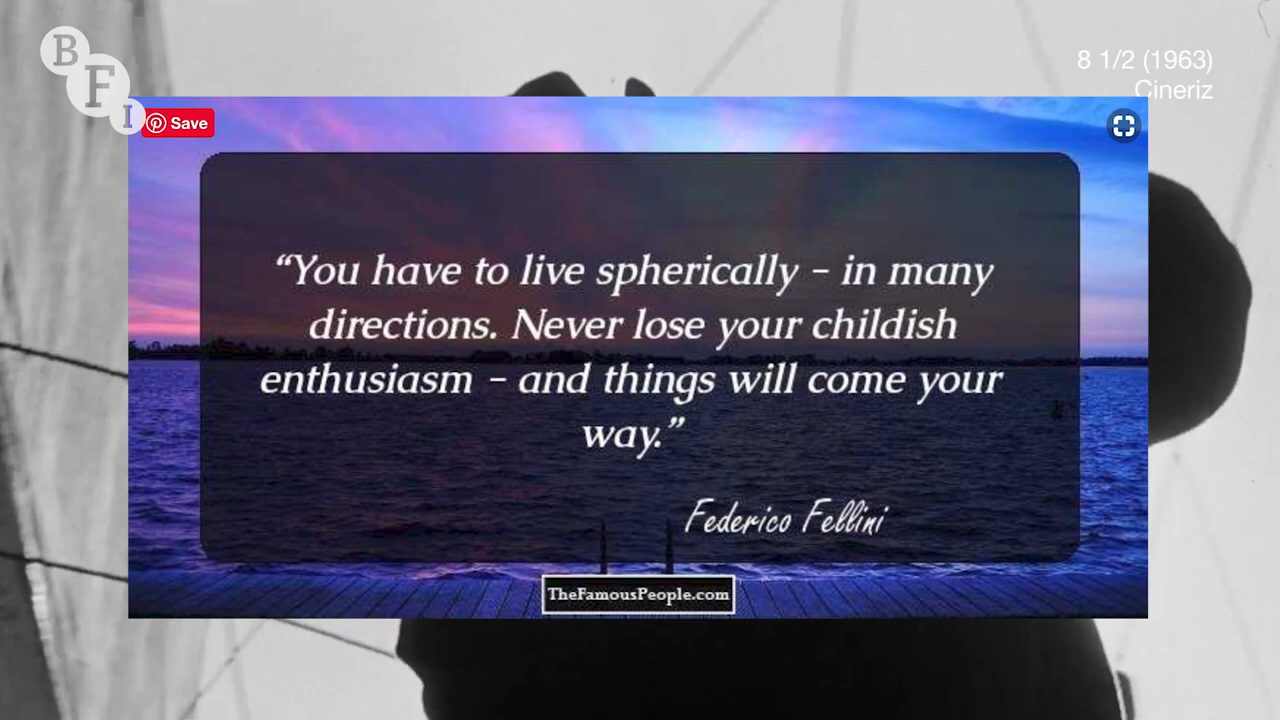 BFI
8 1/2 (1963)
Cineriz
Save
“You have to live spherically – in many
directions. Never lose your childish
enthusiasm – and things will come your
way.”
Federico Fellini
TheFamousPeople.com